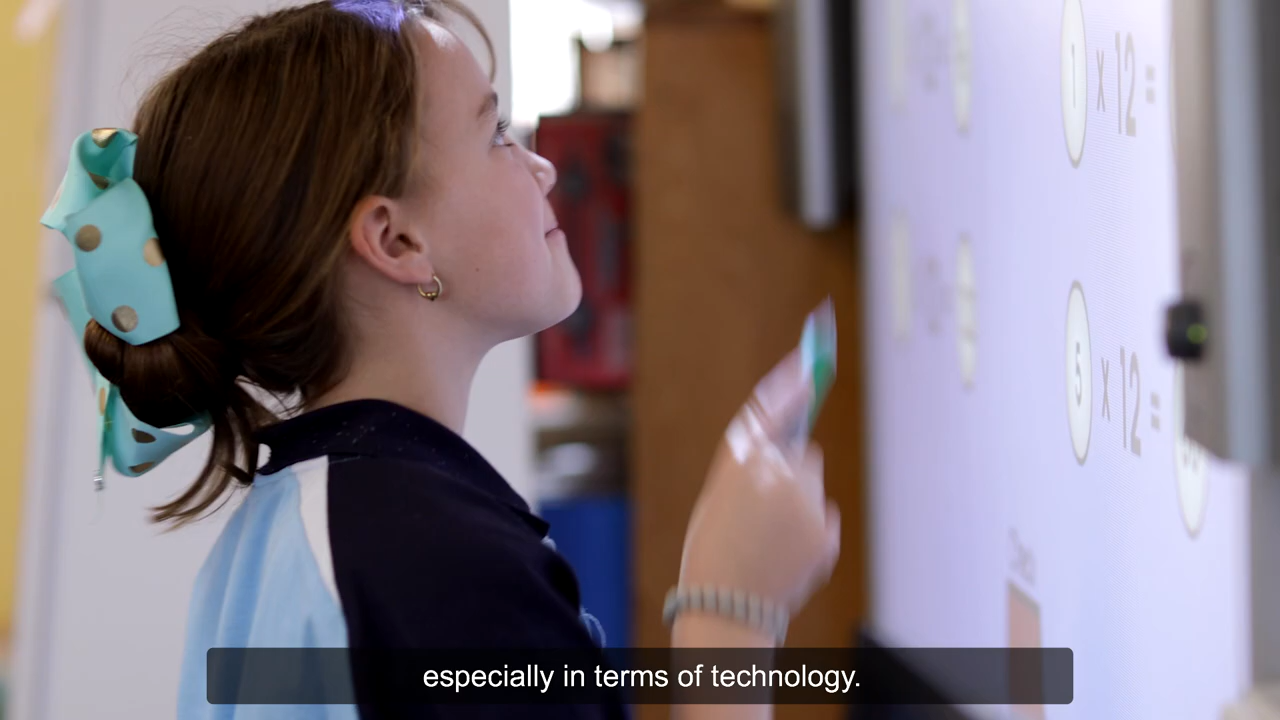 1 x 12 =
5 x 12 =
especially in terms of technology.